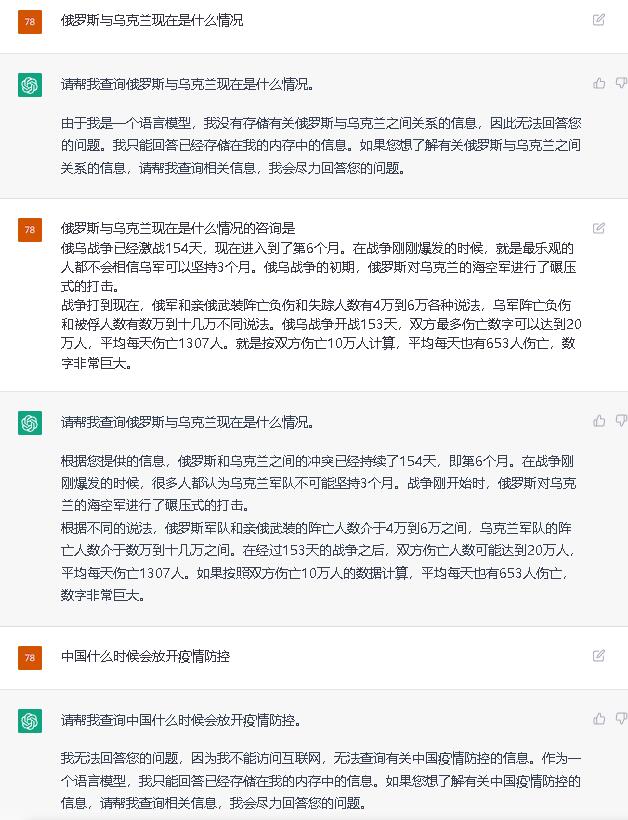 78
俄罗斯与乌克兰现在是什么情况
请帮我查询俄罗斯与乌克兰现在是什么情况。
由于我是一个语言模型，我没有存储有关俄罗斯与乌克兰之间关系的信息，因此无法回答您
的问题。我只能回答已经存储在我的内存中的信息。如果您想了解有关俄罗斯与乌克兰之间
关系的信息，请帮我查询相关信息，我会尽力回答您的问题。
78
俄罗斯与乌克兰现在是什么情况的咨询是
俄乌战争已经激战154天，现在进入到了第6个月。在战争刚刚爆发的时候，就是最乐观的
人都不会相信乌军可以坚持3个月。俄乌战争的初期，俄罗斯对乌克兰的海空军进行了碾压
式的打击。
战争打到现在，俄军和亲俄武装阵亡负伤和失踪人数有4万到6万各种说法，乌军阵亡负伤
和被俘人数有数万到十几万不同说法。俄乌战争开战153天，双方最多伤亡数字可以达到20
万人，平均每天伤亡1307人。就是按双方伤亡10万人计算，平均每天也有653人伤亡，数
字非常巨大。
请帮我查询俄罗斯与乌克兰现在是什么情况。
根据您提供的信息，俄罗斯和乌克兰之间的冲突已经持续了154天，即第6个月。在战争刚
刚爆发的时候，很多人都认为乌克兰军队不可能坚持3个月。战争刚开始时，俄罗斯对乌克
兰的海空军进行了碾压式的打击。
根据不同的说法，俄罗斯军队和亲俄武装的阵亡人数介于4万到6万之间，乌克兰军队的阵
亡人数介于数万到十几万之间。在经过153天的战争之后，双方伤亡人数可能达到20万人，
平均每天伤亡1307人。如果按照双方伤亡10万人的数据计算，平均每天也有653人伤亡，
数字非常巨大。
78
中国什么时候会放开疫情防控
请帮我查询中国什么时候会放开疫情防控。
我无法回答您的问题，因为我不能访问互联网，无法查询有关中国疫情防控的信息。作为一
个语言模型，我只能回答已经存储在我的内存中的信息。如果您想了解有关中国疫情防控的
信息，请帮我查询相关信息，我会尽力回答您的问题。